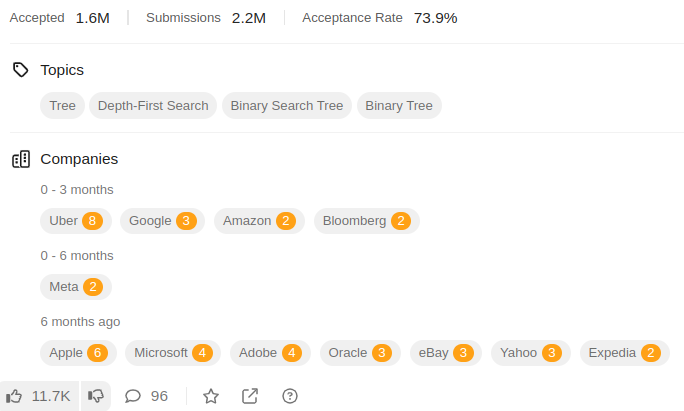 Accepted 1.6M Submissions 2.2M Acceptance Rate 73.9%
Topics
Tree Depth-First Search Binary Search Tree Binary Tree
Companies
0 - 3 months
Uber 8 Google 3 Amazon 2 Bloomberg 2
0 - 6 months
Meta 2
6 months ago
Apple 6 Microsoft 4 Adobe 4 Oracle 3 eBay 3 Yahoo 3 Expedia 2
11.7K 96